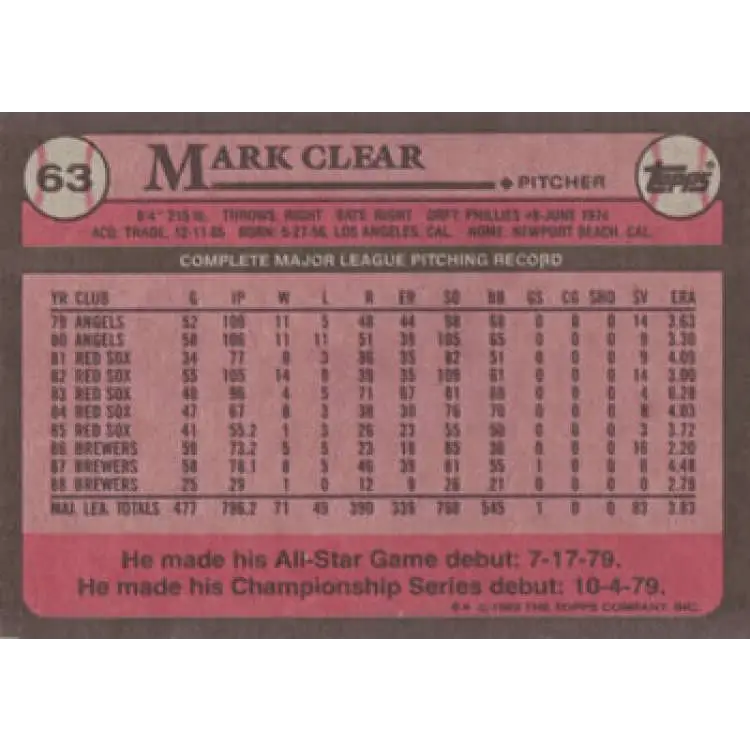 63
MARK CLEAR
PITCHER
topps
6'4" 215 lb. THROWS: RIGHT BATS: RIGHT DRFT: PHILLIES #8-JUNE 1974
ACQ: TRADE, 12-11-85 BORN: 5-27-56, LOS ANGELES, CAL. HOME: NEWPORT BEACH, CAL.
COMPLETE MAJOR LEAGUE PITCHING RECORD
YR CLUB G IP W L R ER SO BB GS CG SHO SV ERA
79 ANGELS 52 109 11 5 48 44 98 68 0 0 0 14 3.63
80 ANGELS 58 106 11 11 51 39 105 65 0 0 0 9 3.30
81 RED SOX 34 77 8 3 36 35 82 51 0 0 0 9 4.09
82 RED SOX 55 105 14 9 39 35 109 61 0 0 0 14 3.00
83 RED SOX 48 96 4 5 71 67 81 68 0 0 0 4 6.28
84 RED SOX 47 67 8 3 38 30 76 70 0 0 0 8 4.03
85 RED SOX 41 55.2 1 3 26 23 55 50 0 0 0 3 3.72
86 BREWERS 59 73.2 5 5 23 18 85 36 0 0 0 16 2.20
87 BREWERS 58 78.1 8 5 46 39 81 55 1 0 0 6 4.48
88 BREWERS 25 29 1 0 12 9 26 21 0 0 0 0 2.79
MAJ. LEA. TOTALS 477 796.2 71 49 390 339 768 545 1 0 0 83 3.83
He made his All-Star Game debut: 7-17-79.
He made his Championship Series debut: 10-4-79.
© 1989 THE TOPPS COMPANY, INC.